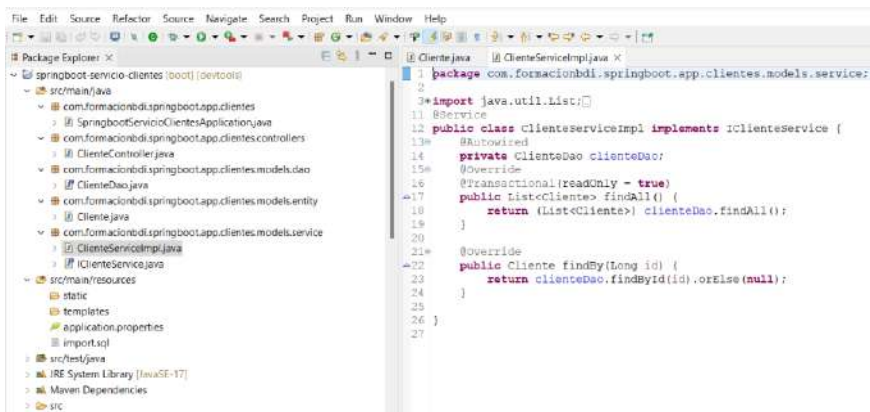 File Edit Source Refactor Source Navigate Search Project Run Window Help
Package Explorer ×
springboot-servicio-clientes [boot] [devtools]
src/main/java
com.formacionbdi.springboot.app.clientes
SpringbootServicioClientesApplication.java
com.formacionbdi.springboot.app.clientes.controllers
ClienteController.java
com.formacionbdi.springboot.app.clientes.models.dao
ClienteDao.java
com.formacionbdi.springboot.app.clientes.models.entity
Cliente.java
com.formacionbdi.springboot.app.clientes.models.service
ClienteServiceImpl.java
IClienteService.java
src/main/resources
static
templates
application.properties
import.sql
src/test/java
JRE System Library [JavaSE-17]
Maven Dependencies
src
Cliente.java ClienteServiceImpl.java ×
1 package com.formacionbdi.springboot.app.clientes.models.service;
2
3 import java.util.List;
11 @Service
12 public class ClienteServiceImpl implements IClienteService {
13 @Autowired
14 private ClienteDao clienteDao;
15 @Override
16 @Transactional(readOnly = true)
17 public List<Cliente> findAll() {
18 return (List<Cliente>) clienteDao.findAll();
19 }
20
21 @Override
22 public Cliente findBy(Long id) {
23 return clienteDao.findById(id).orElse(null);
24 }
25
26 }
27